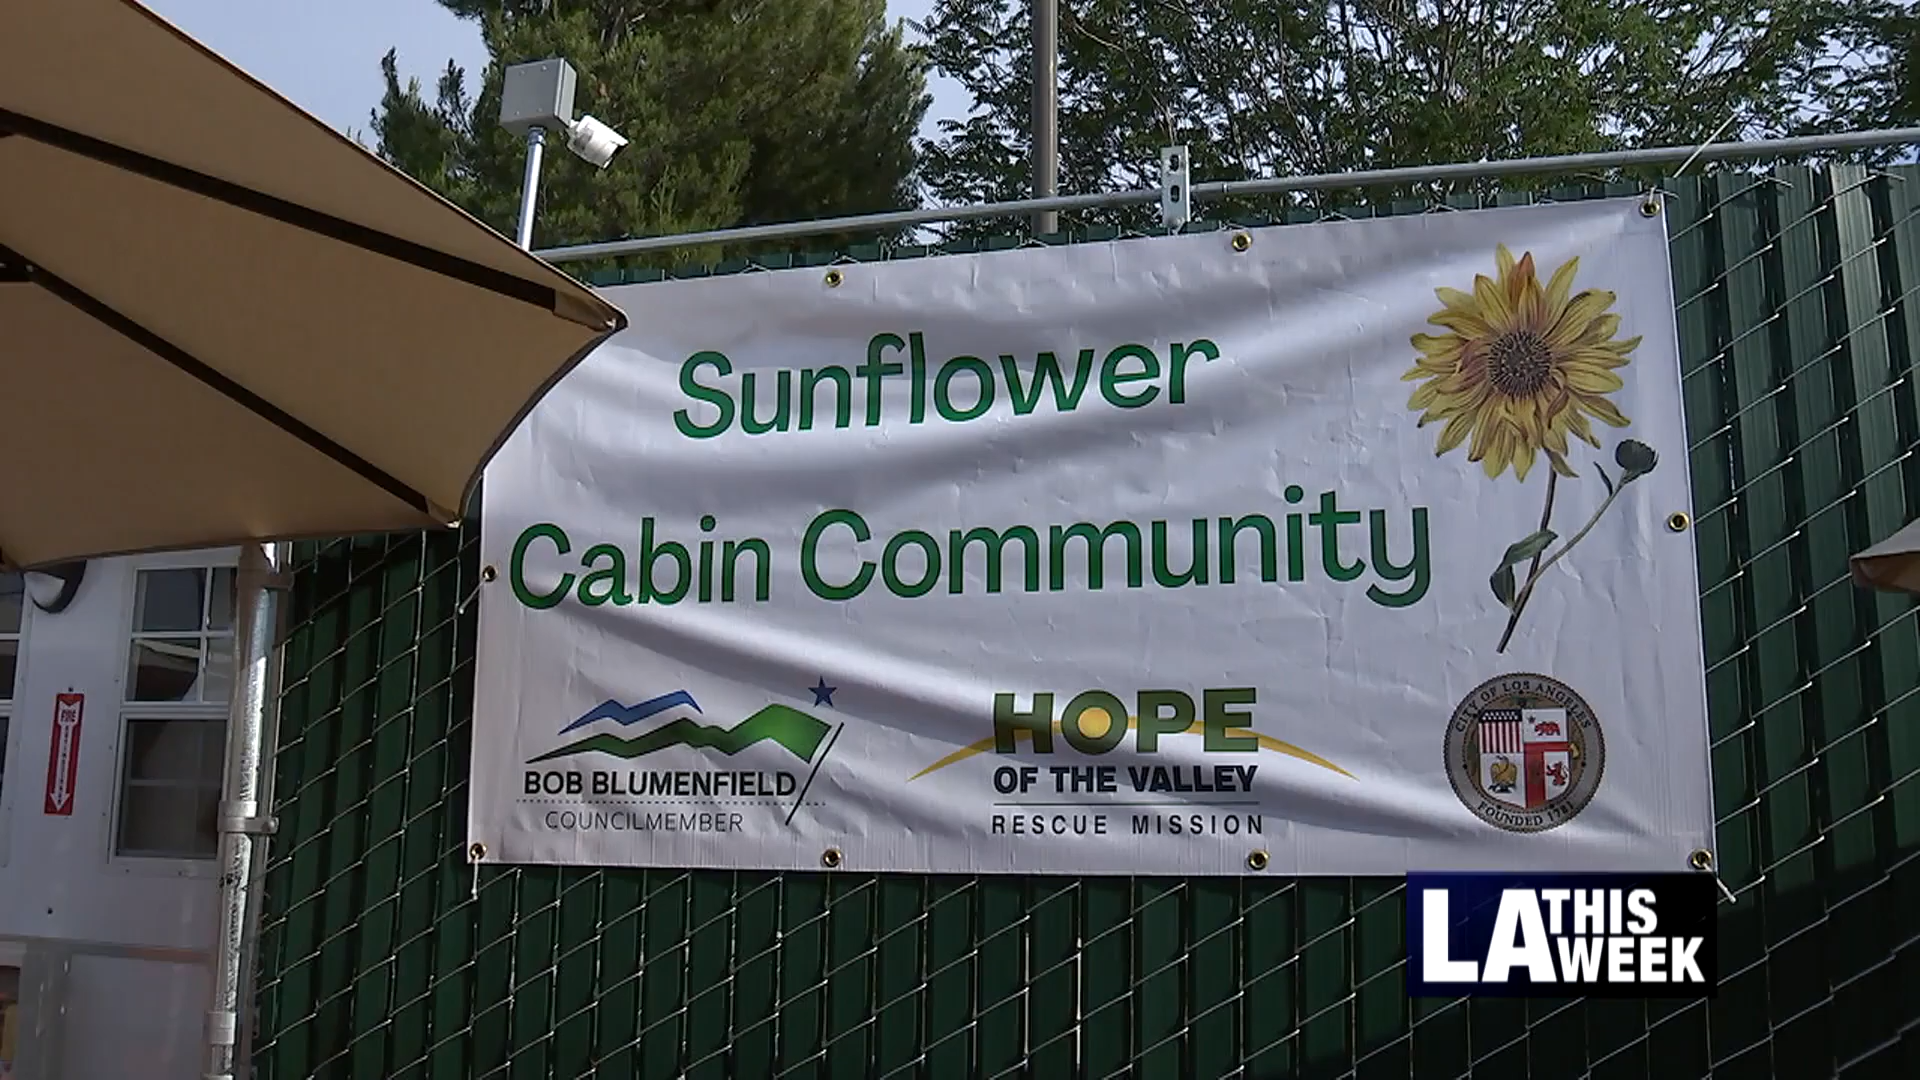 Sunflower
Cabin Community
BOB BLUMENFIELD
COUNCILMEMBER
HOPE
OF THE VALLEY
RESCUE MISSION
CITY OF LOS ANGELES
FOUNDED 1781
FIRE
LA THIS WEEK